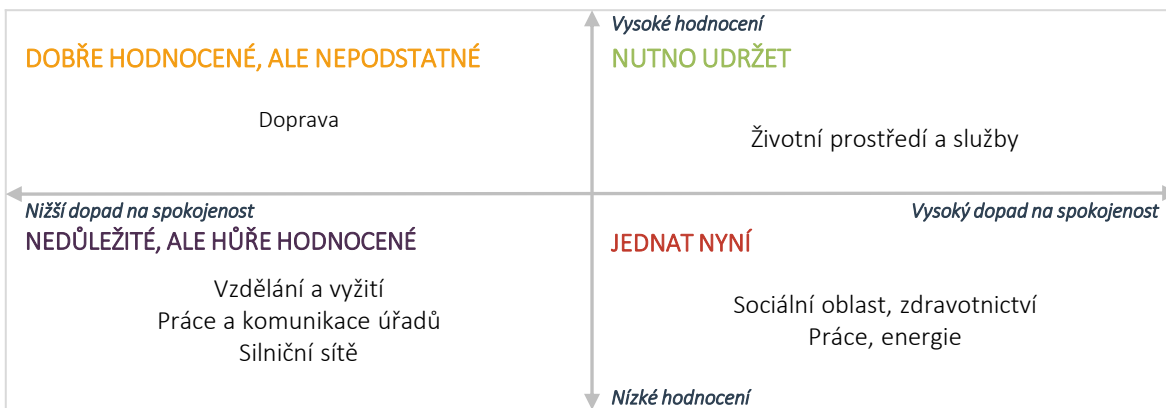 Vysoké hodnocení
DOBŘE HODNOCENÉ, ALE NEPODSTATNÉ
NUTNO UDRŽET
Doprava
Životní prostředí a služby
Nižší dopad na spokojenost
Vysoký dopad na spokojenost
NEDŮLEŽITÉ, ALE HŮŘE HODNOCENÉ
JEDNAT NYNÍ
Vzdělání a vyžití
Práce a komunikace úřadů
Silniční sítě
Sociální oblast, zdravotnictví
Práce, energie
Nízké hodnocení